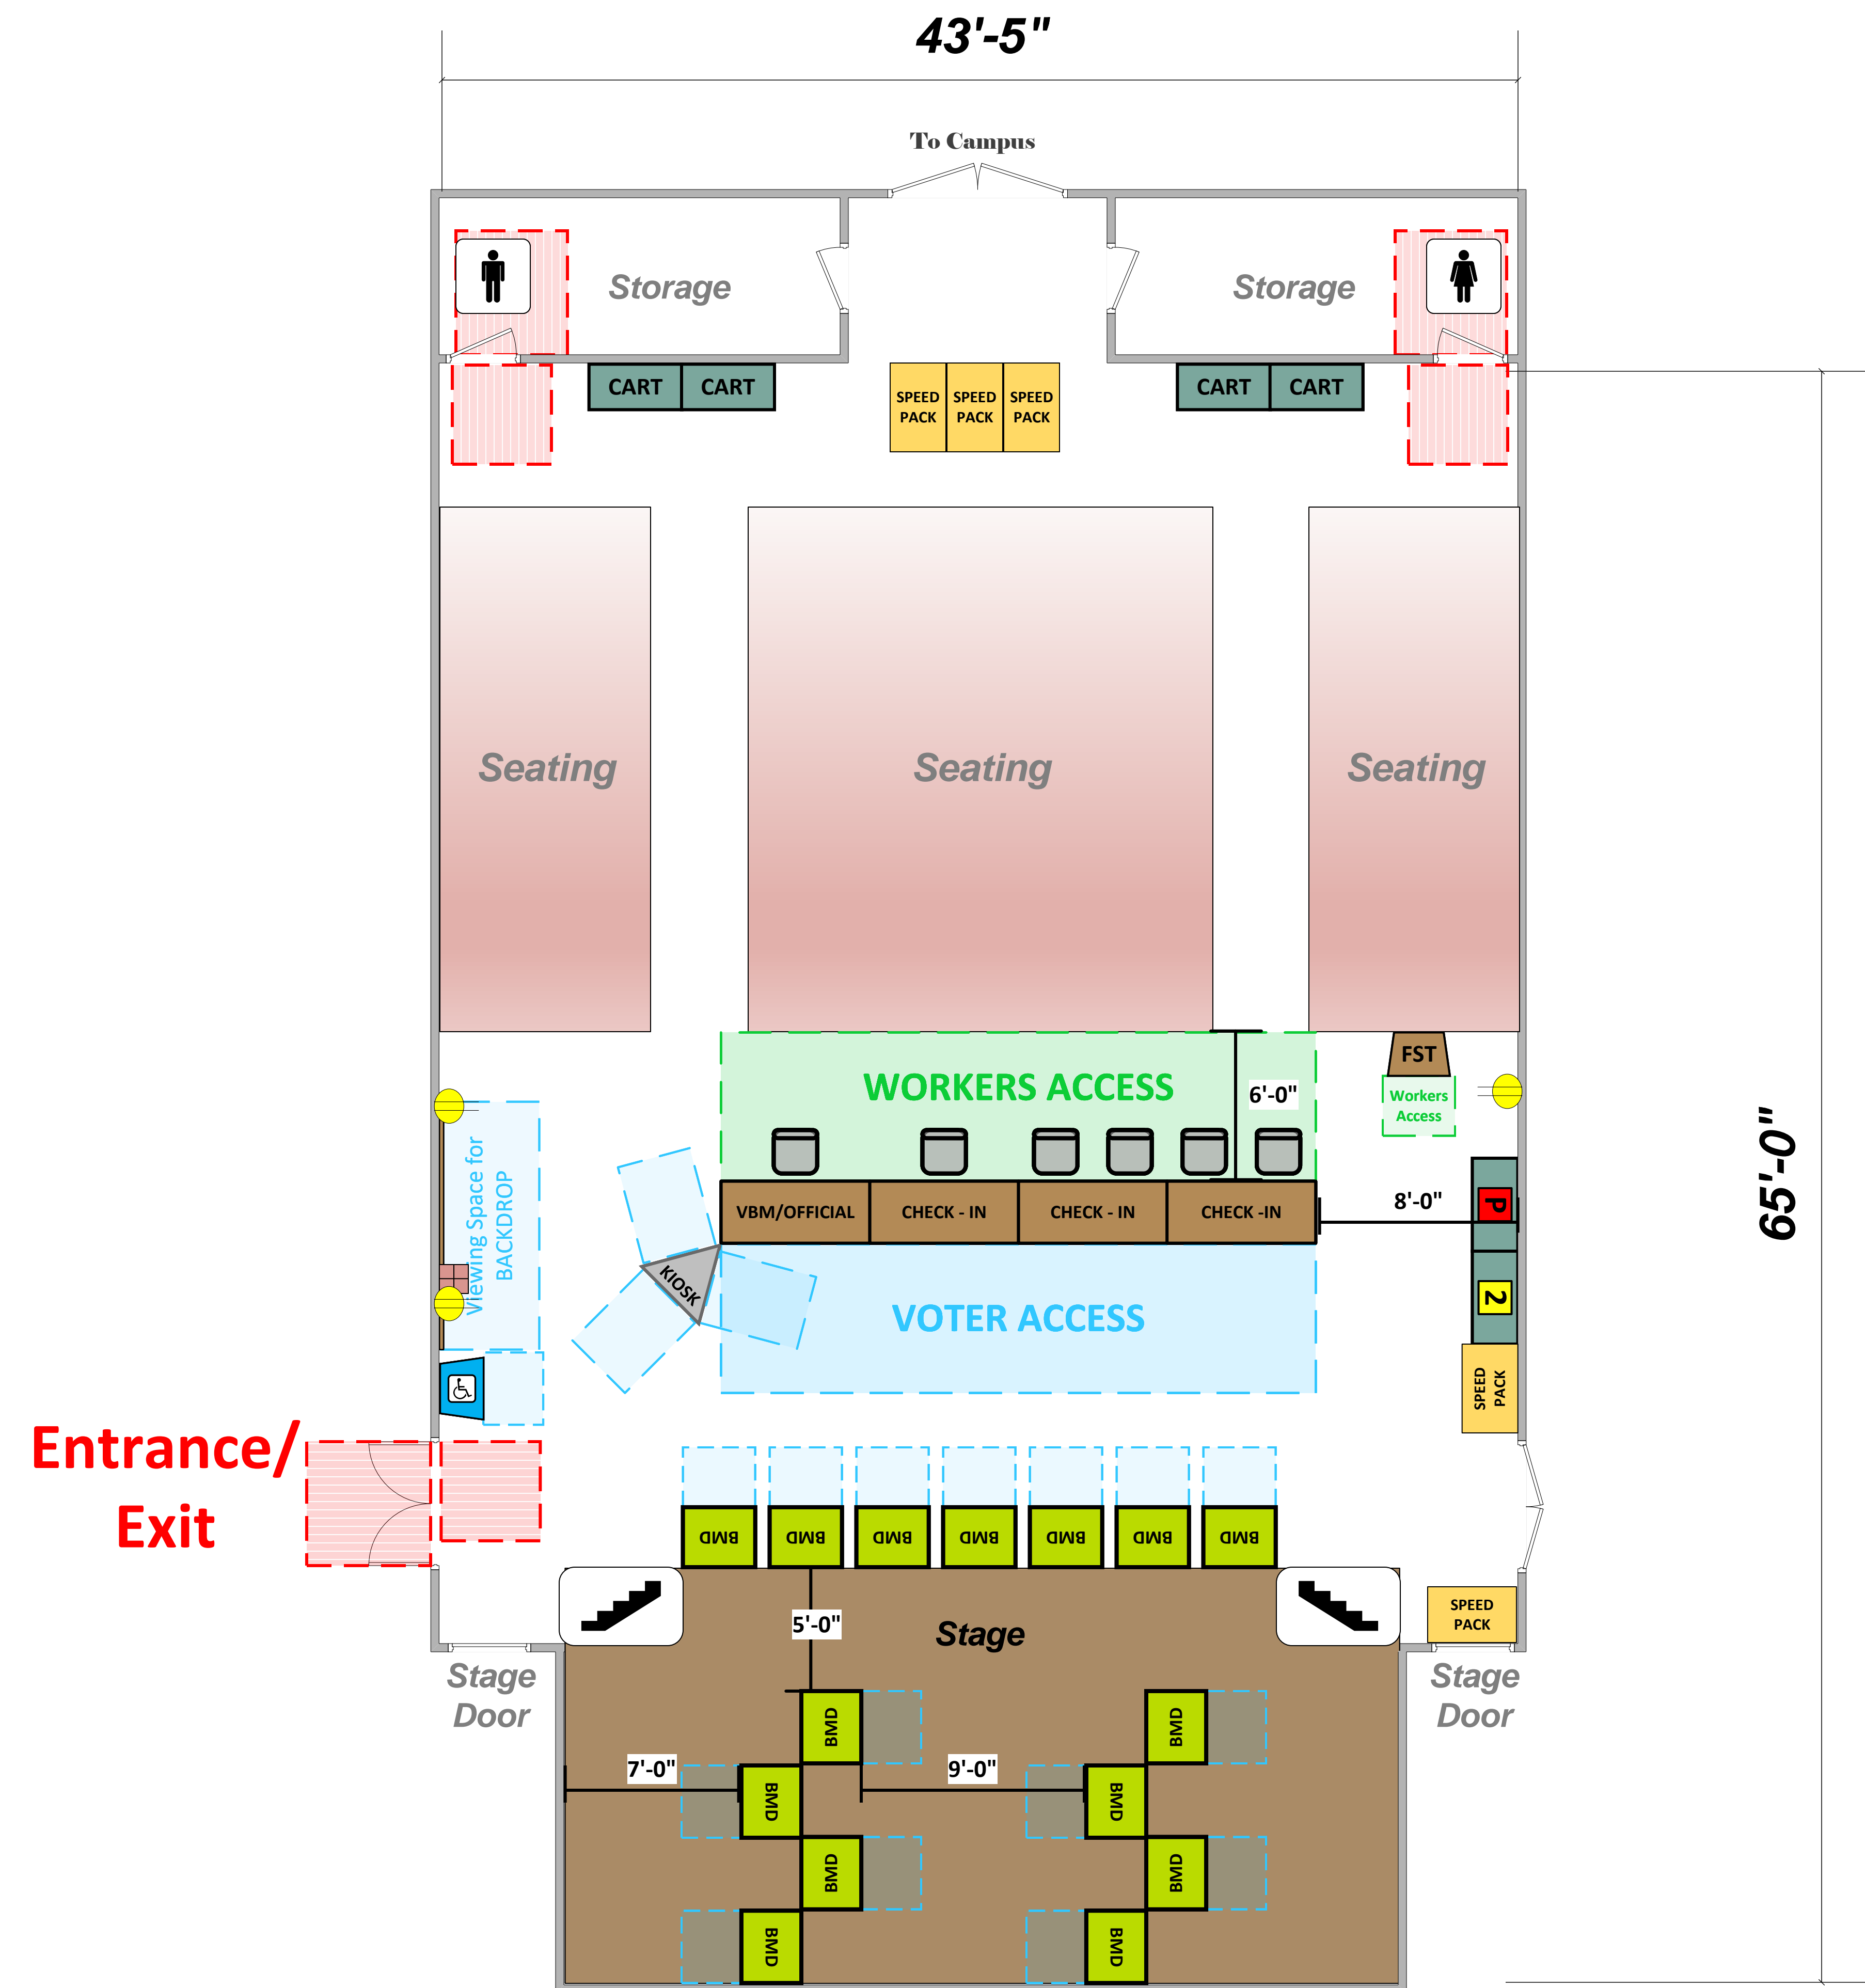 43'-5"
To Campus
Storage
Storage
CART
CART
SPEED
PACK
SPEED
PACK
SPEED
PACK
CART
CART
Seating
Seating
Seating
WORKERS ACCESS
6'-0"
FST
Workers
Access
65'-0"
Viewing Space for
BACKDROP
VBM/OFFICIAL
CHECK - IN
CHECK - IN
CHECK -IN
8'-0"
P
2
KIOSK
VOTER ACCESS
SPEED
PACK
Entrance/
Exit
BMD
BMD
BMD
BMD
BMD
BMD
BMD
5'-0"
Stage
SPEED
PACK
Stage
Door
Stage
Door
BMD
BMD
7'-0"
9'-0"
BMD
BMD
BMD
BMD
BMD
BMD